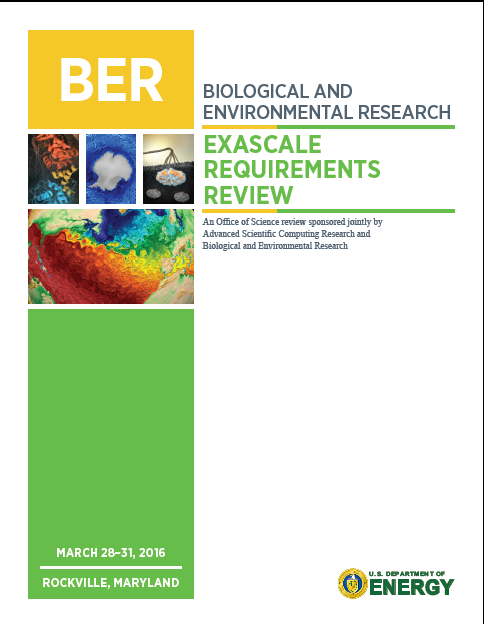 BER
BIOLOGICAL AND
ENVIRONMENTAL RESEARCH
EXASCALE
REQUIREMENTS
REVIEW
An Office of Science review sponsored jointly by
Advanced Scientific Computing Research and
Biological and Environmental Research
MARCH 28–31, 2016
ROCKVILLE, MARYLAND
U.S. DEPARTMENT OF
ENERGY